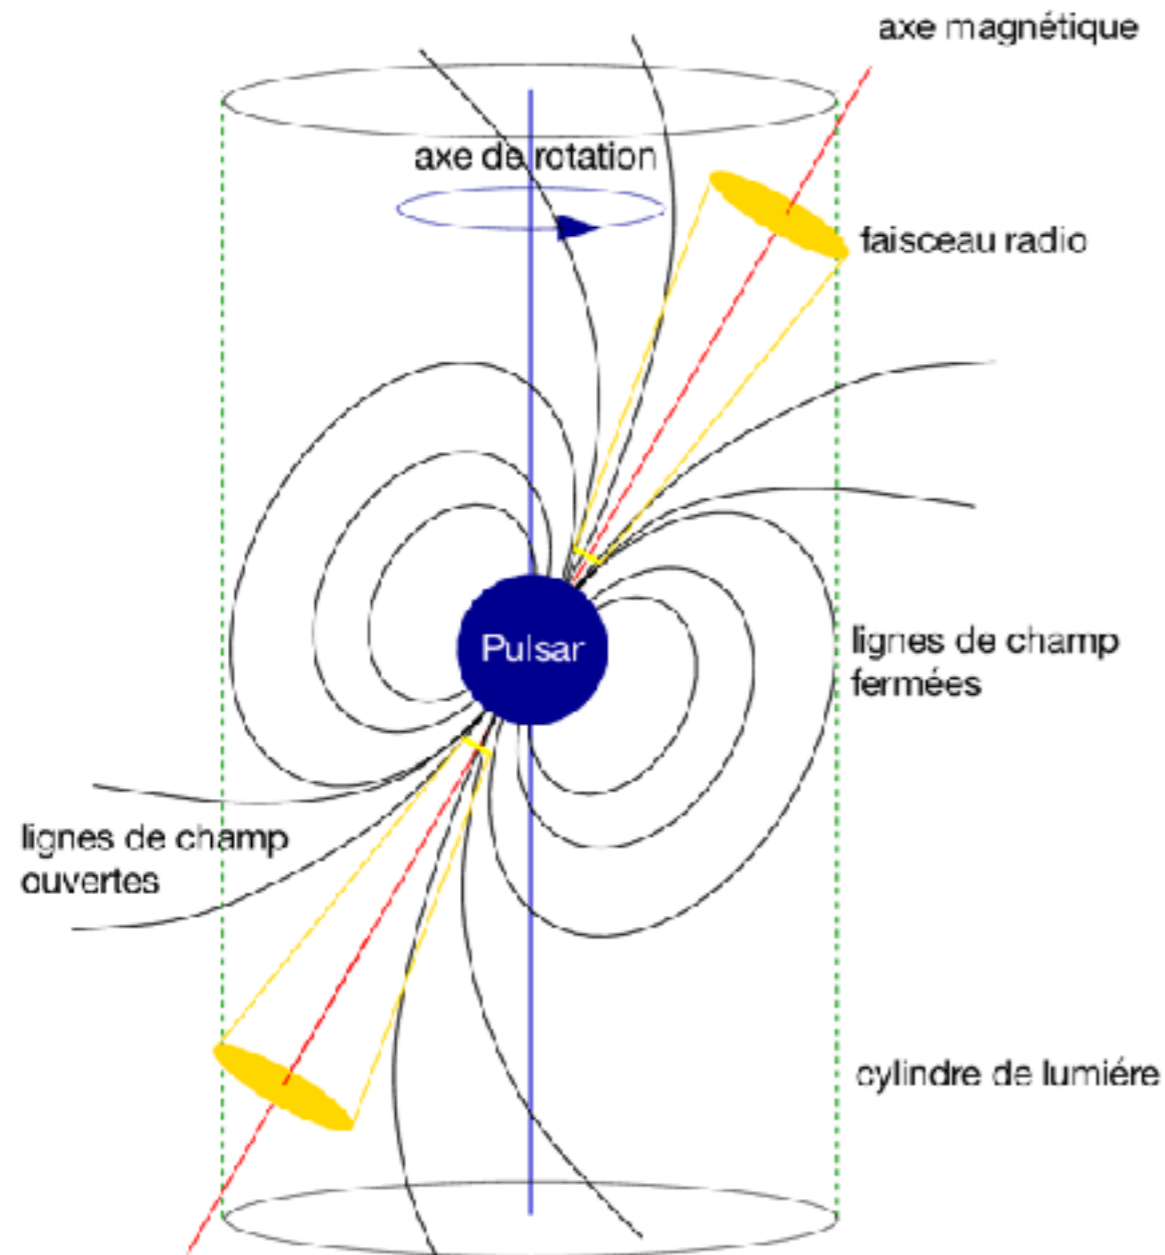 axe magnétique
axe de rotation
faisceau radio
Pulsar
lignes de champ
fermées
lignes de champ
ouvertes
cylindre de lumiére